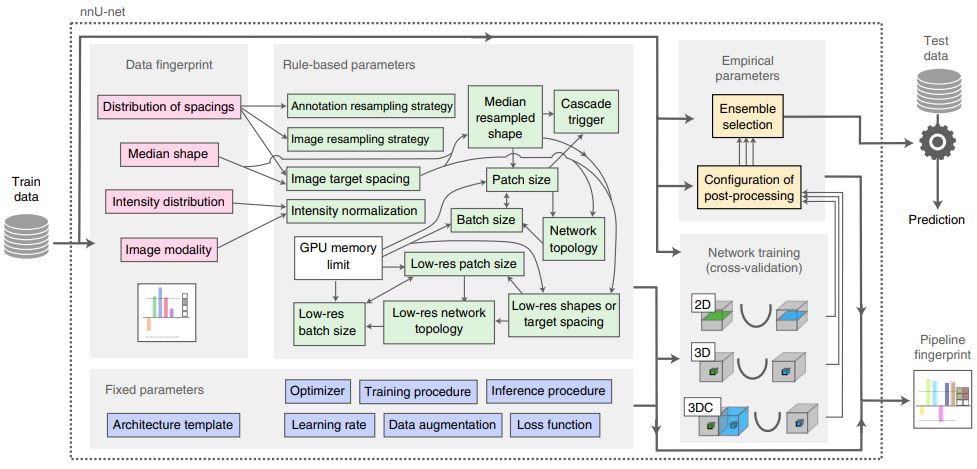 nnU-net
Data fingerprint
Distribution of spacings
Median shape
Intensity distribution
Image modality
Rule-based parameters
Annotation resampling strategy
Image resampling strategy
Image target spacing
Intensity normalization
Median
resampled
shape
Cascade
trigger
Patch size
Batch size
Network
topology
GPU memory
limit
Low-res patch size
Low-res
batch size
Low-res network
topology
Low-res shapes or
target spacing
Empirical
parameters
Ensemble
selection
Configuration of
post-processing
Network training
(cross-validation)
2D
3D
3DC
Fixed parameters
Optimizer
Training procedure
Inference procedure
Architecture template
Learning rate
Data augmentation
Loss function
Train
data
Test
data
Prediction
Pipeline
fingerprint